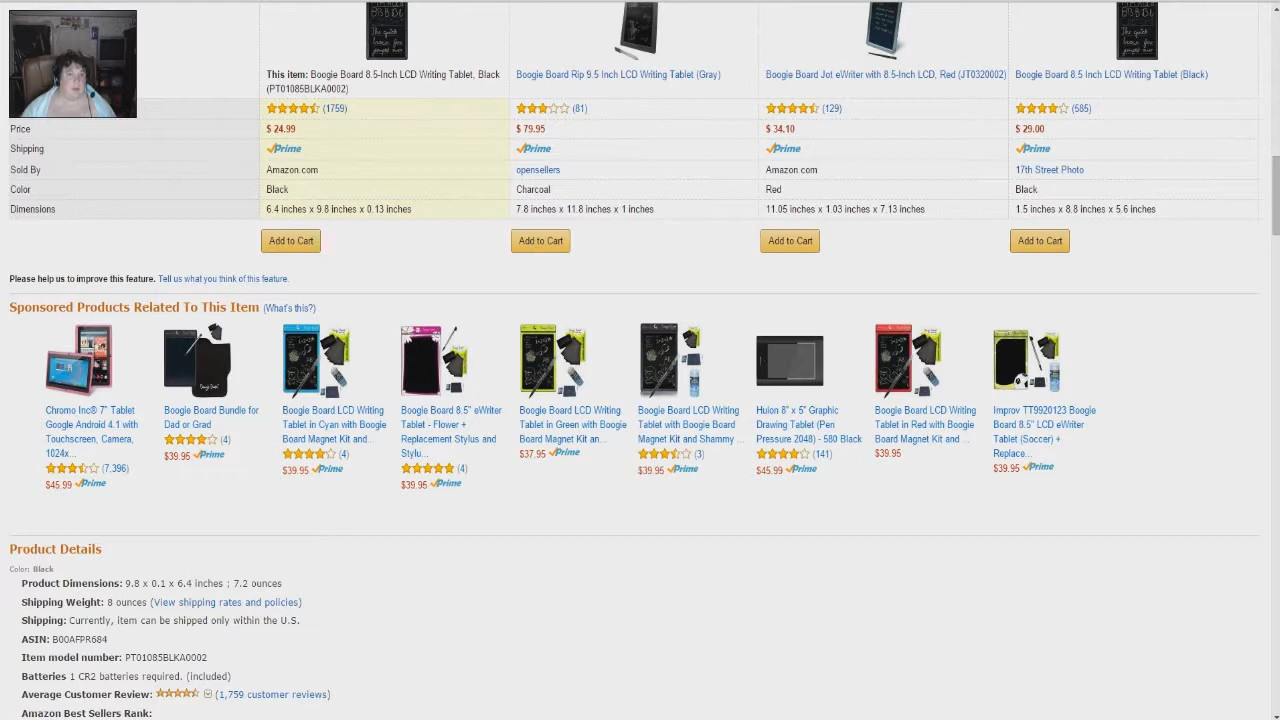 This item: Boogie Board 8.5-Inch LCD Writing Tablet, Black (PT01085BLKA0002)
Boogie Board Rip 9.5 Inch LCD Writing Tablet (Gray)
Boogie Board Jot eWriter with 8.5-Inch LCD, Red (JT0320002)
Boogie Board 8.5 Inch LCD Writing Tablet (Black)
(1759) (81) (129) (585)
Price $ 24.99 $ 79.95 $ 34.10 $ 29.00
Shipping Prime Prime Prime Prime
Sold By Amazon.com opensellers Amazon.com 17th Street Photo
Color Black Charcoal Red Black
Dimensions 6.4 inches x 9.8 inches x 0.13 inches 7.8 inches x 11.8 inches x 1 inches 11.05 inches x 1.03 inches x 7.13 inches 1.5 inches x 8.8 inches x 5.6 inches
Add to Cart Add to Cart Add to Cart Add to Cart
Please help us to improve this feature. Tell us what you think of this feature.
Sponsored Products Related To This Item (What's this?)
Chromo Inc® 7" Tablet
Google Android 4.1 with
Touchscreen, Camera,
1024x...
(7,396)
$45.99 Prime
Boogie Board Bundle for
Dad or Grad
(4)
$39.95 Prime
Boogie Board LCD Writing
Tablet in Cyan with Boogie
Board Magnet Kit and...
(4)
$39.95 Prime
Boogie Board 8.5" eWriter
Tablet - Flower +
Replacement Stylus and
Stylu...
(4)
$39.95 Prime
Boogie Board LCD Writing
Tablet in Green with Boogie
Board Magnet Kit an...
$37.95 Prime
Boogie Board LCD Writing
Tablet with Boogie Board
Magnet Kit and Shammy ...
(3)
$39.95 Prime
Huion 8" x 5" Graphic
Drawing Tablet (Pen
Pressure 2048) - 580 Black
(141)
$45.99 Prime
Boogie Board LCD Writing
Tablet in Red with Boogie
Board Magnet Kit and ...
$39.95
Improv TT9920123 Boogie
Board 8.5" LCD eWriter
Tablet (Soccer) +
Replace...
$39.95 Prime
Product Details
Color: Black
Product Dimensions: 9.8 x 0.1 x 6.4 inches ; 7.2 ounces
Shipping Weight: 8 ounces (View shipping rates and policies)
Shipping: Currently, item can be shipped only within the U.S.
ASIN: B00AFPR684
Item model number: PT01085BLKA0002
Batteries 1 CR2 batteries required. (included)
Average Customer Review: (1,759 customer reviews)
Amazon Best Sellers Rank: